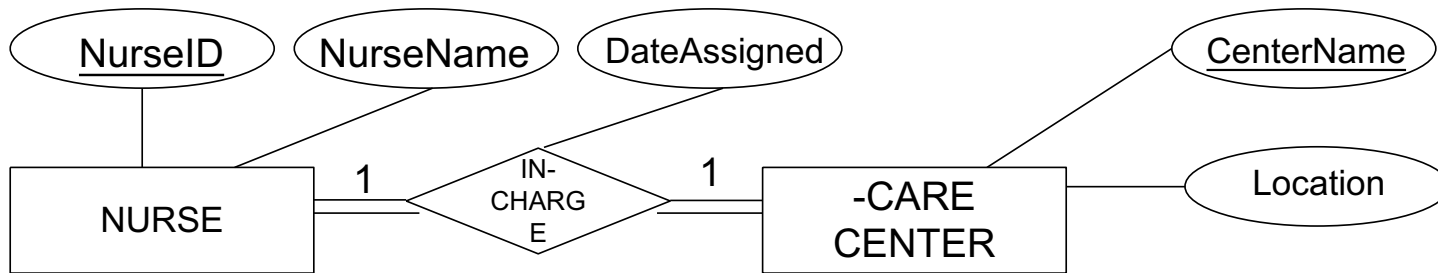 NurseID
NurseName
DateAssigned
CenterName
1
IN-
CHARG
E
1
NURSE
-CARE
CENTER
Location